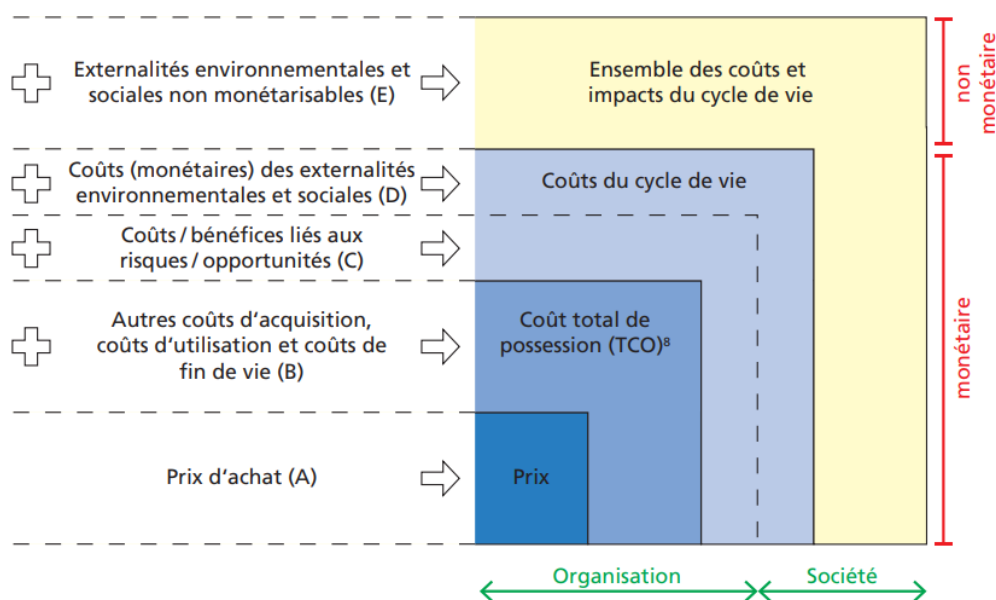 Externalités environnementales et
sociales non monétarisables (E)
Ensemble des coûts et
impacts du cycle de vie
non
monétaire
Coûts (monétaires) des externalités
environnementales et sociales (D)
Coûts du cycle de vie
Coûts / bénéfices liés aux
risques / opportunités (C)
Autres coûts d‘acquisition,
coûts d‘utilisation et coûts de
fin de vie (B)
Coût total de
possession (TCO)⁸
monétaire
Prix d‘achat (A)
Prix
Organisation
Société